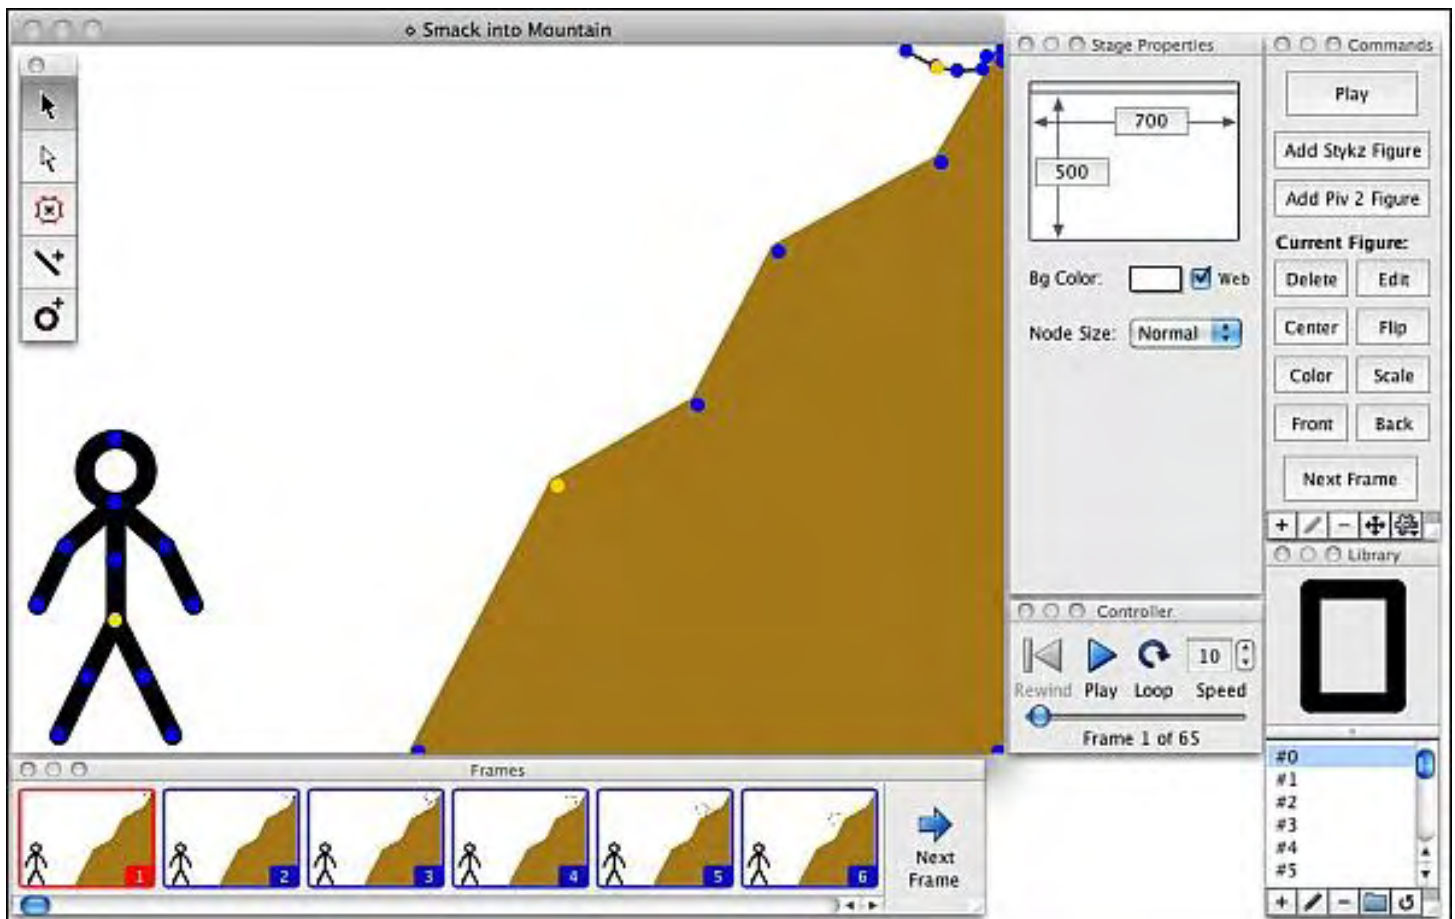 Smack into Mountain
Stage Properties
700
500
Bg Color:
Web
Node Size:
Normal
Controller
Rewind
Play
Loop
10
Speed
Frame 1 of 65
Commands
Play
Add Stykz Figure
Add Piv 2 Figure
Current Figure:
Delete
Edit
Center
Flip
Color
Scale
Front
Back
Next Frame
Library
#0
#1
#2
#3
#4
#5
Frames
1
2
3
4
5
6
Next
Frame